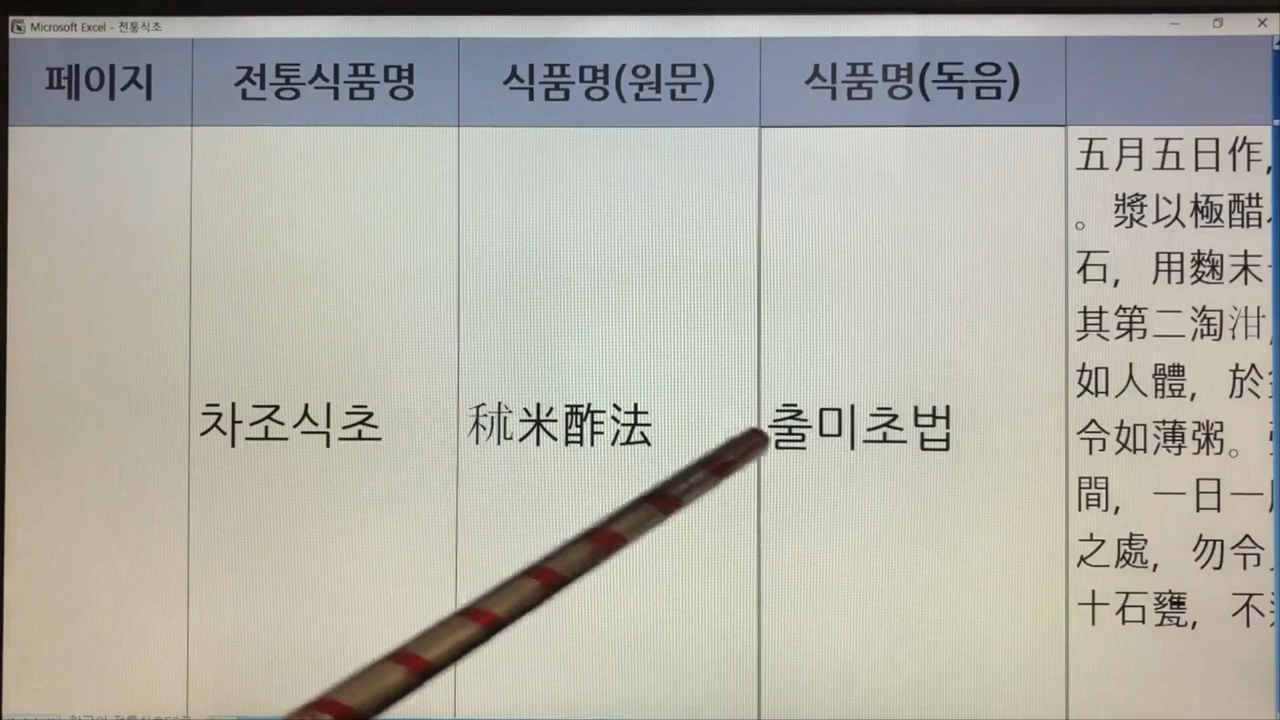 Microsoft Excel - 전통식초
페이지 전통식품명 식품명(원문) 식품명(독음)
차조식초 秫米酢法 출미초법
五月五日作,
。漿以極醋
石, 用麴末
其第二淘泔
如人體, 於
令如薄粥。
間, 一日一
之處, 勿令
十石甕, 不